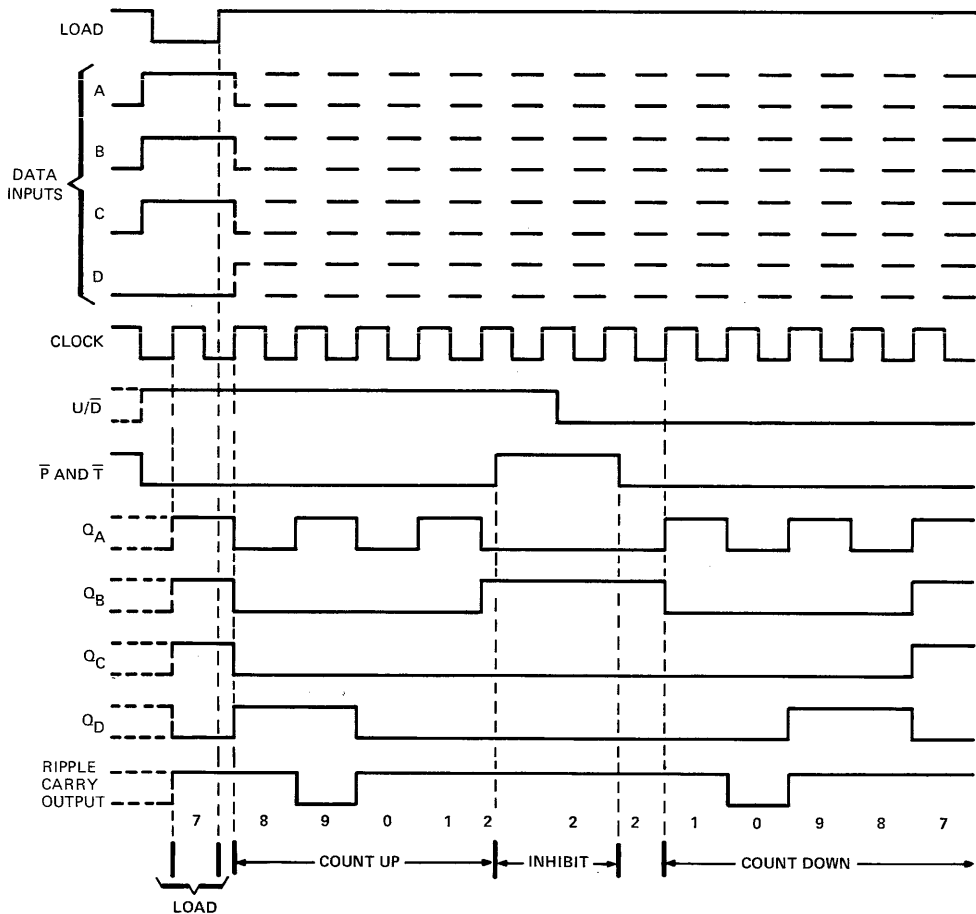 LOAD
DATA INPUTS
A
B
C
D
CLOCK
U/D̅
P̅ AND T̅
QA
QB
QC
QD
RIPPLE
CARRY
OUTPUT
7 8 9 0 1 2 2 2 1 0 9 8 7
COUNT UP INHIBIT COUNT DOWN
LOAD